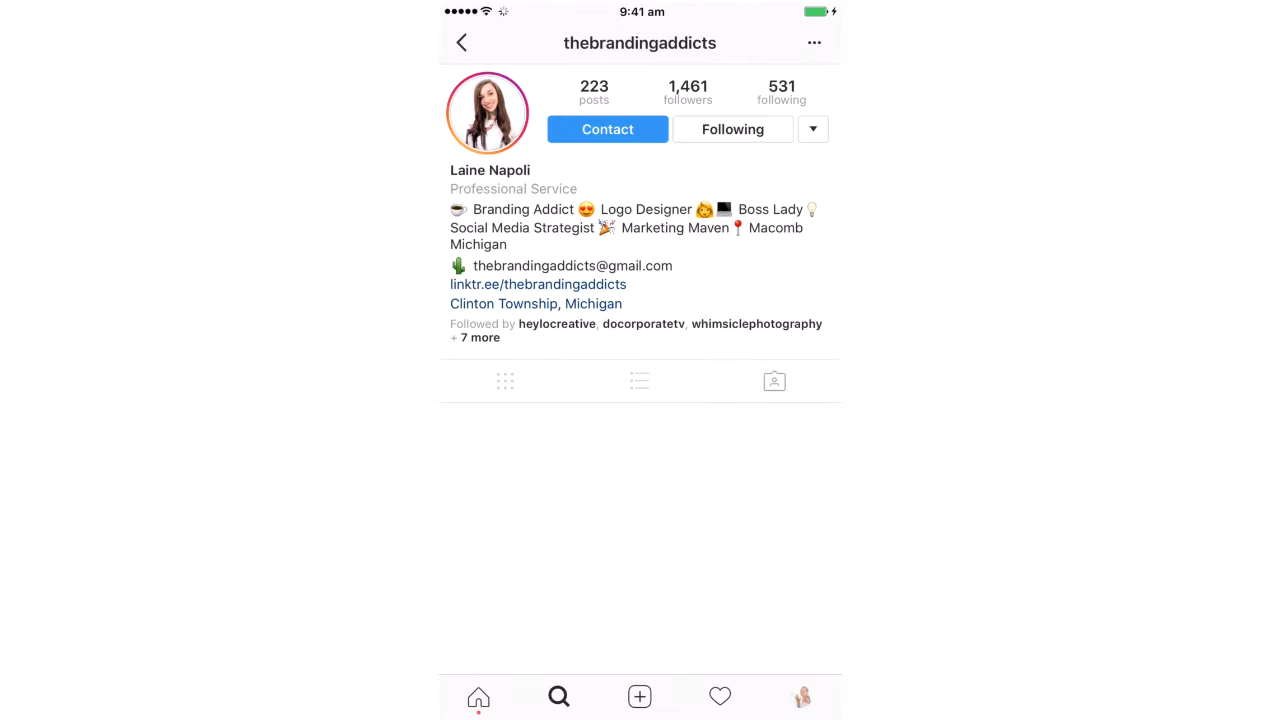 9:41 am
thebrandingaddicts
223 1,461 531
posts followers following
Contact Following
Laine Napoli
Professional Service
☕ Branding Addict 😍 Logo Designer 🙋💻 Boss Lady💡
Social Media Strategist 🎉 Marketing Maven📍 Macomb
Michigan
🌵 thebrandingaddicts@gmail.com
linktr.ee/thebrandingaddicts
Clinton Township, Michigan
Followed by heylocreative, docorporatetv, whimsiclephotography
+ 7 more